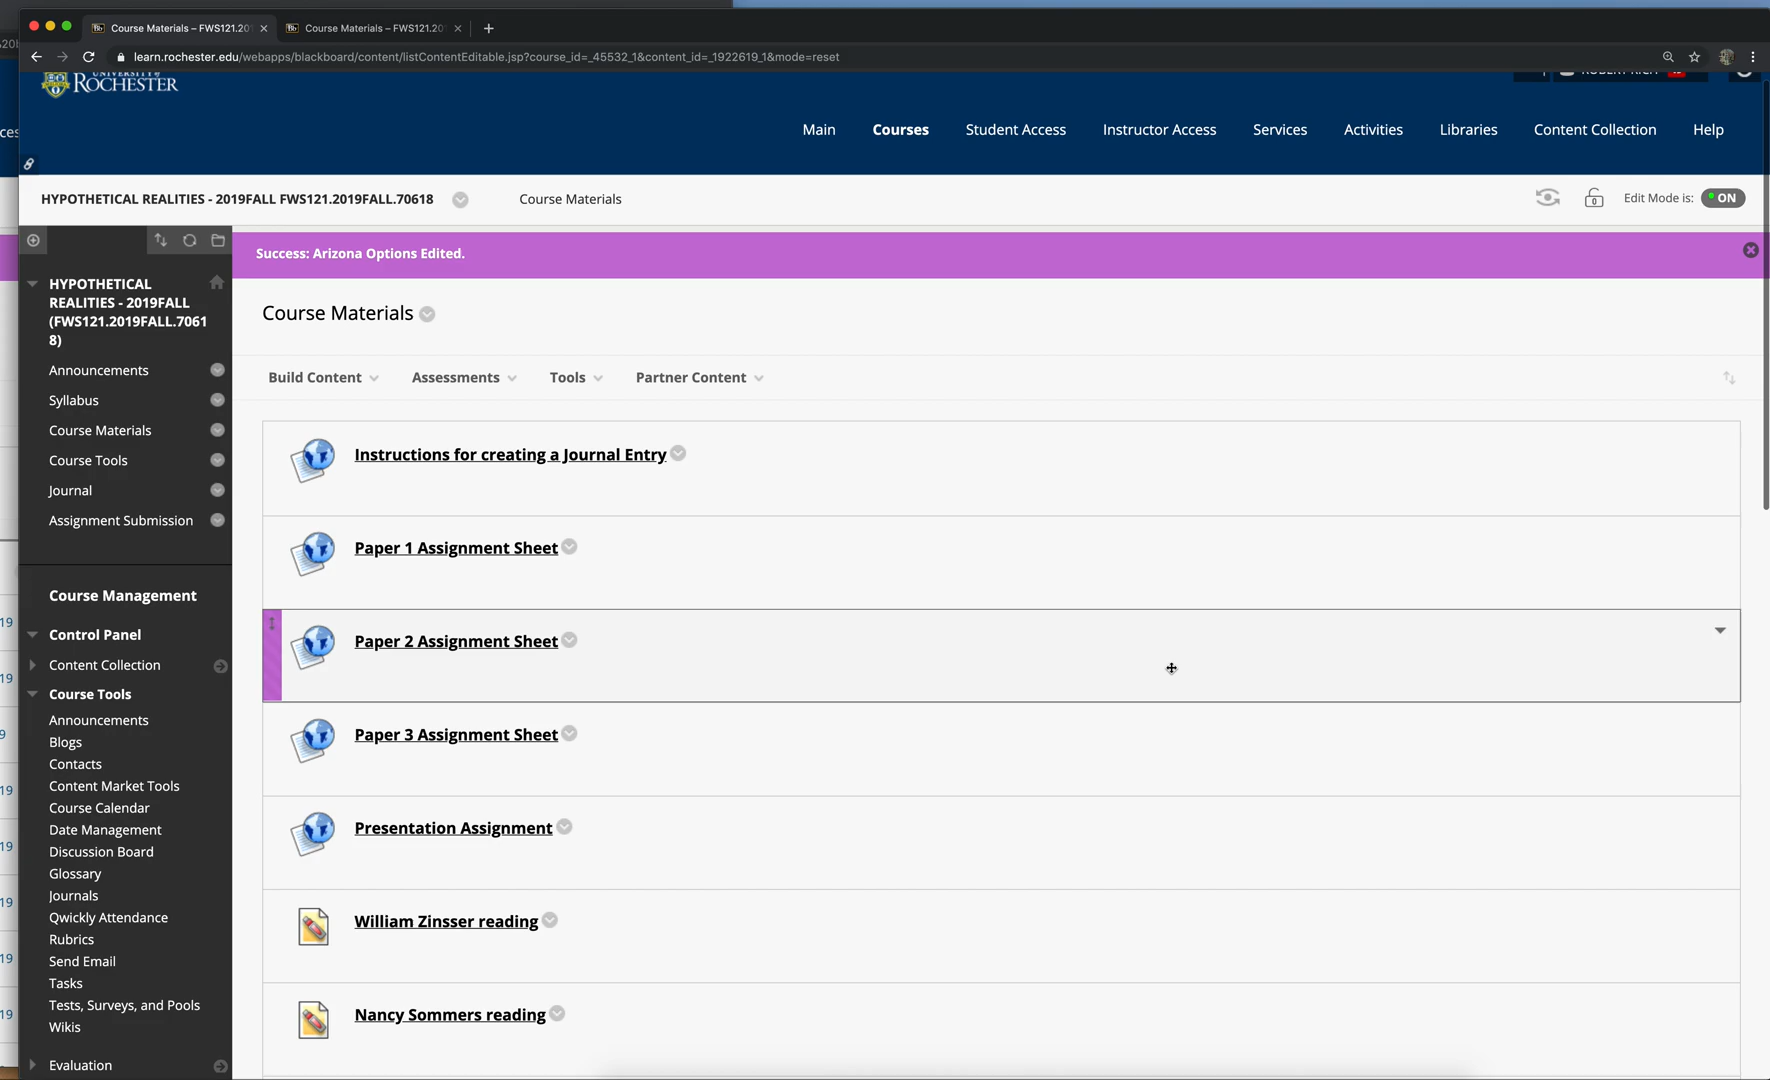 Course Materials – FWS121.201
Course Materials – FWS121.20
learn.rochester.edu/webapps/blackboard/content/listContentEditable.jsp?course_id=_45532_1&content_id=_1922619_1&mode=reset
UNIVERSITY of
ROCHESTER
ROBERT RICH
Main Courses Student Access Instructor Access Services Activities Libraries Content Collection Help
HYPOTHETICAL REALITIES - 2019FALL FWS121.2019FALL.70618
Course Materials
Edit Mode is: ON
Success: Arizona Options Edited.
HYPOTHETICAL
REALITIES - 2019FALL
(FWS121.2019FALL.7061
8)
Announcements
Syllabus
Course Materials
Course Tools
Journal
Assignment Submission
Course Management
Control Panel
Content Collection
Course Tools
Announcements
Blogs
Contacts
Content Market Tools
Course Calendar
Date Management
Discussion Board
Glossary
Journals
Qwickly Attendance
Rubrics
Send Email
Tasks
Tests, Surveys, and Pools
Wikis
Evaluation
Course Materials
Build Content Assessments Tools Partner Content
Instructions for creating a Journal Entry
Paper 1 Assignment Sheet
Paper 2 Assignment Sheet
Paper 3 Assignment Sheet
Presentation Assignment
William Zinsser reading
Nancy Sommers reading